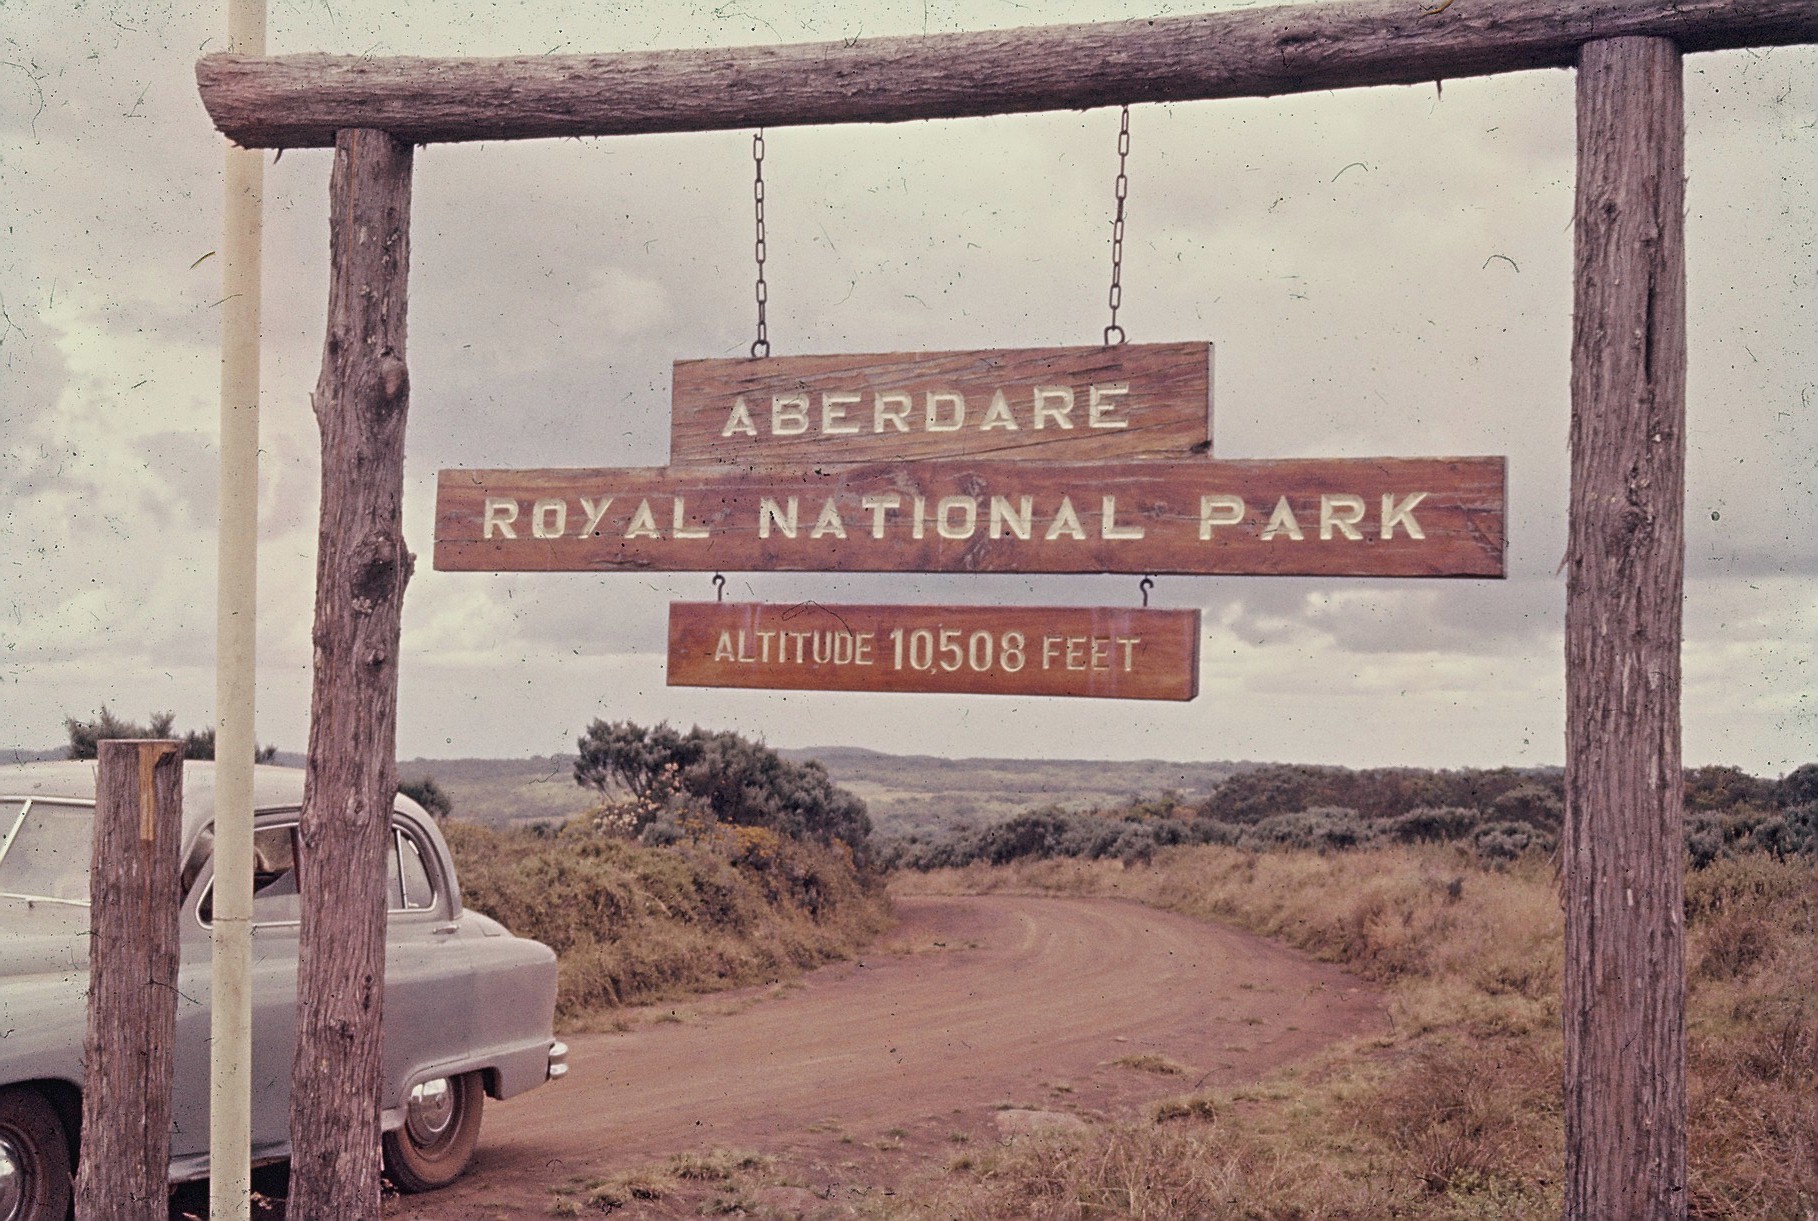 ABERDARE
ROYAL NATIONAL PARK
ALTITUDE 10,508 FEET